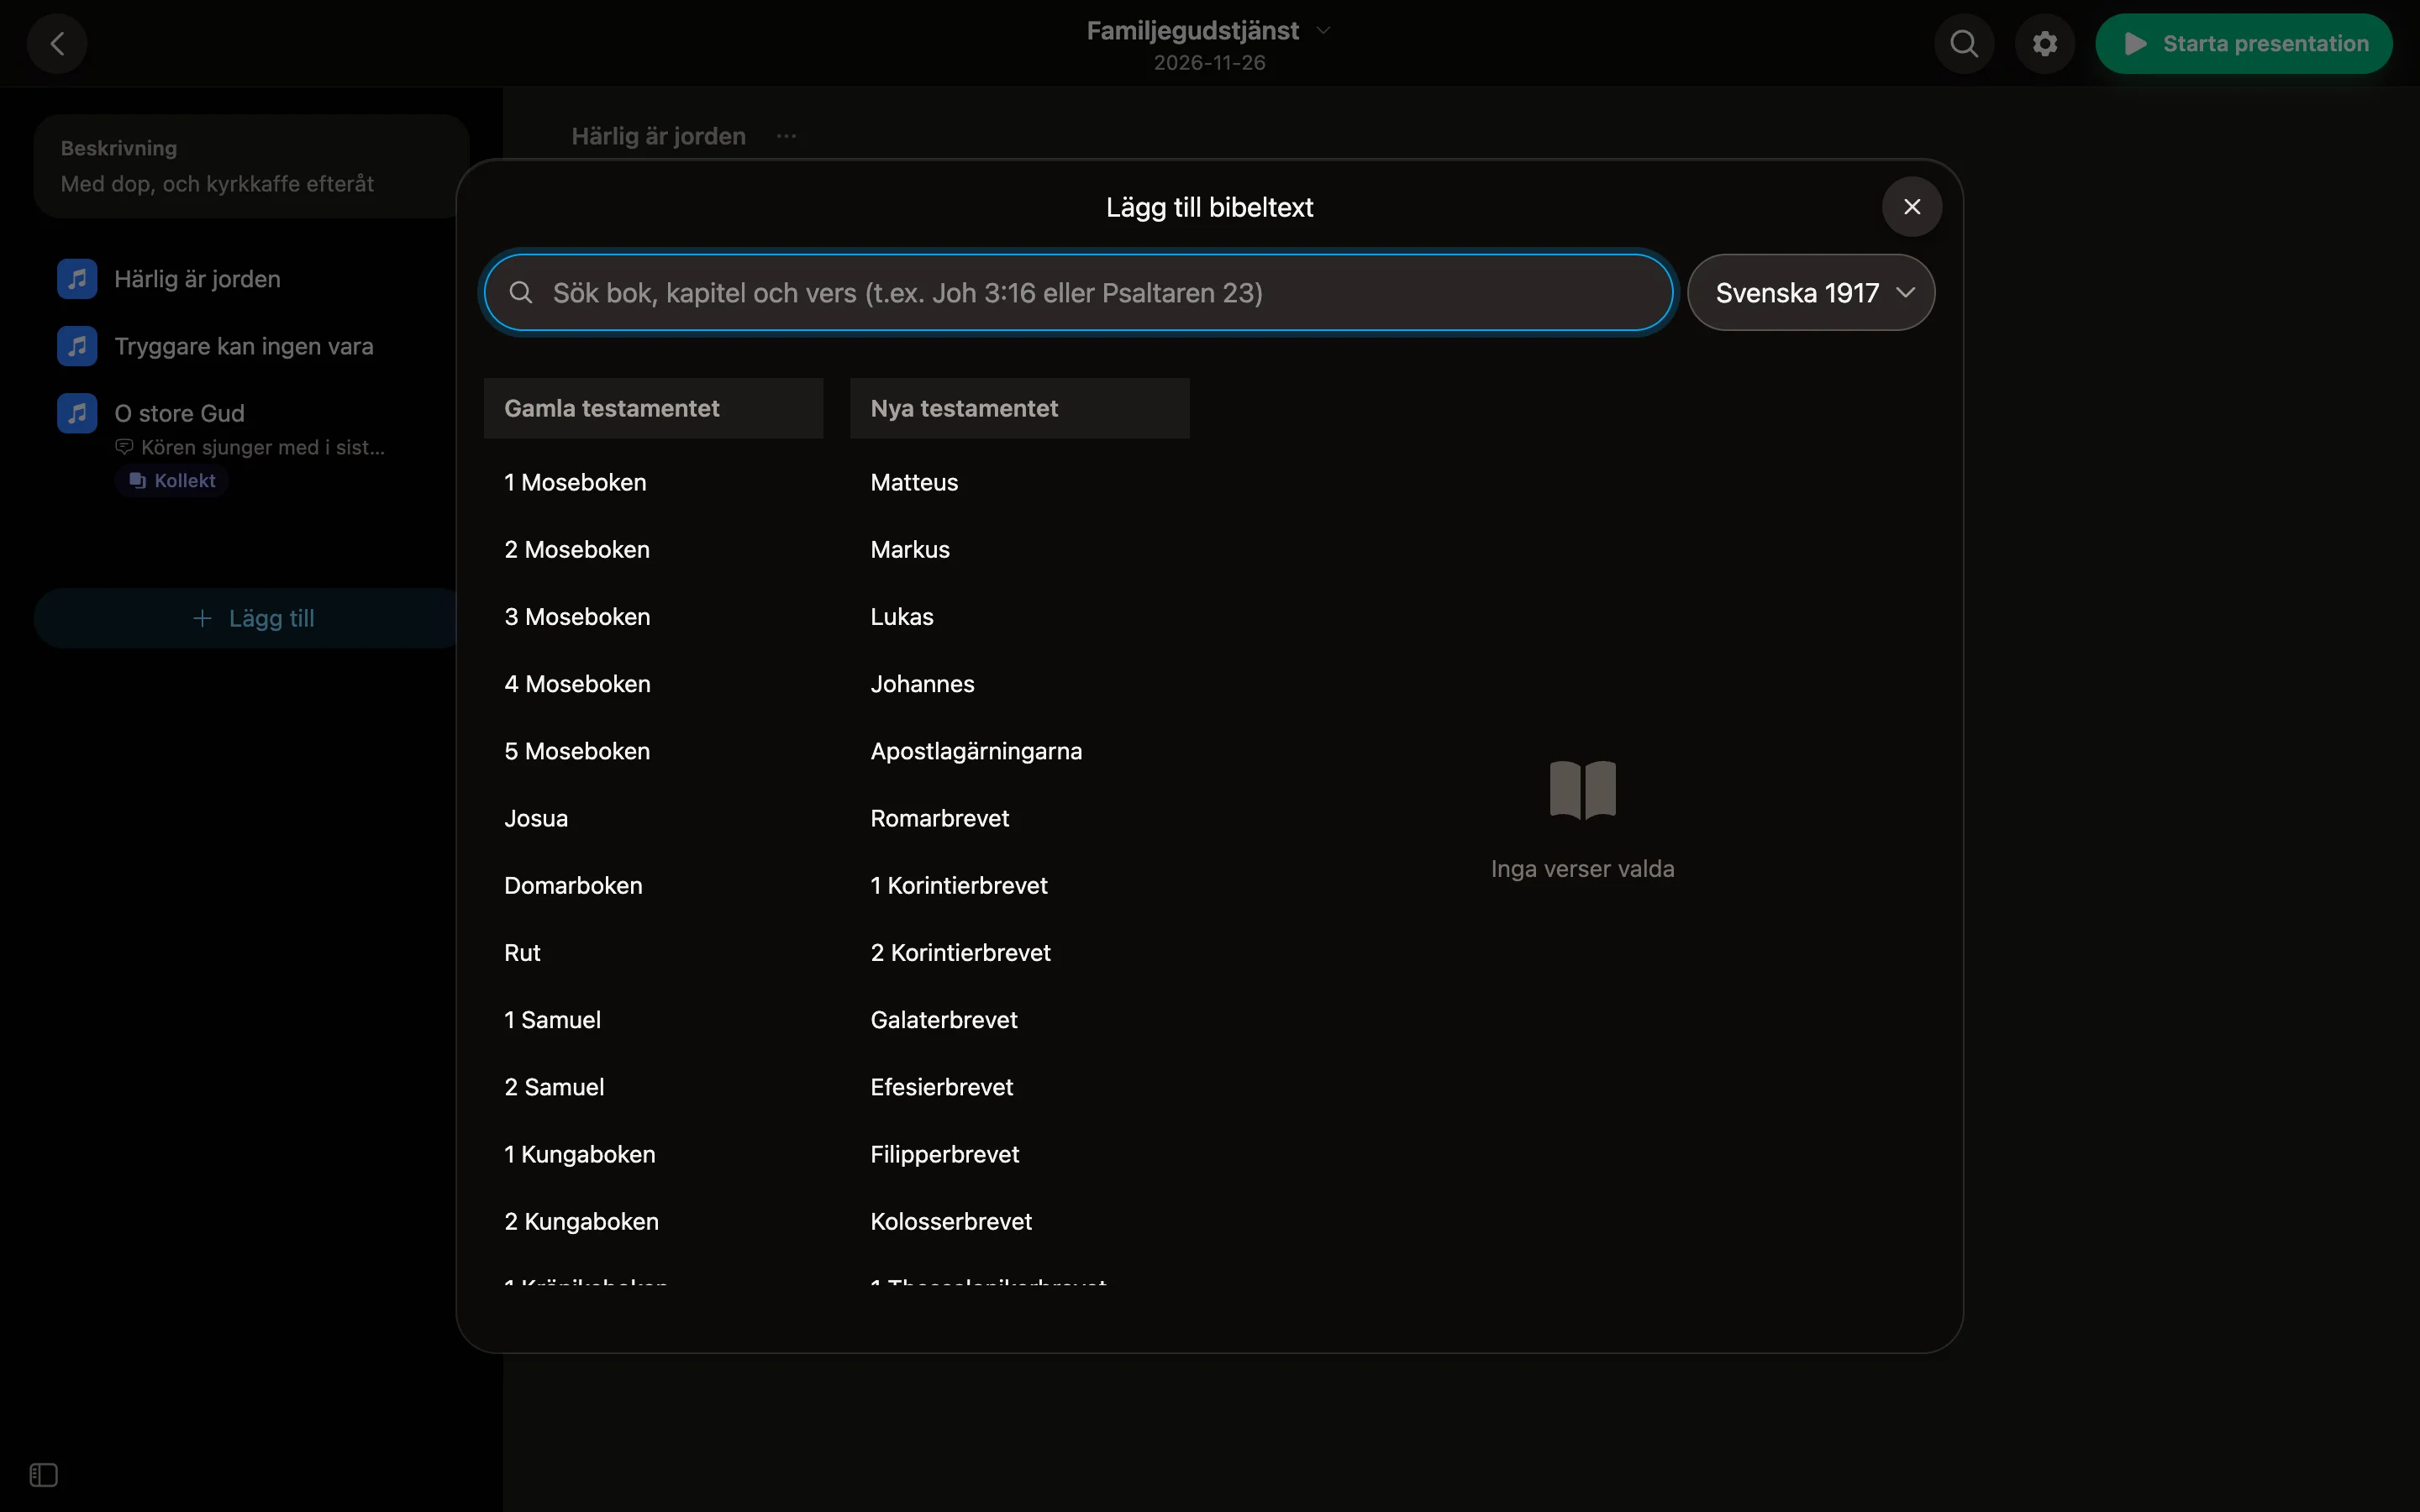 Familjegudstjänst
2026-11-26
Starta presentation
Beskrivning
Med dop, och kyrkkaffe efteråt
Härlig är jorden
Tryggare kan ingen vara
O store Gud
Kören sjunger med i sist...
Kollekt
Lägg till
Härlig är jorden
Lägg till bibeltext
Sök bok, kapitel och vers (t.ex. Joh 3:16 eller Psaltaren 23)
Svenska 1917
Gamla testamentet
1 Moseboken
2 Moseboken
3 Moseboken
4 Moseboken
5 Moseboken
Josua
Domarboken
Rut
1 Samuel
2 Samuel
1 Kungaboken
2 Kungaboken
Nya testamentet
Matteus
Markus
Lukas
Johannes
Apostlagärningarna
Romarbrevet
1 Korintierbrevet
2 Korintierbrevet
Galaterbrevet
Efesierbrevet
Filipperbrevet
Kolosserbrevet
Inga verser valda